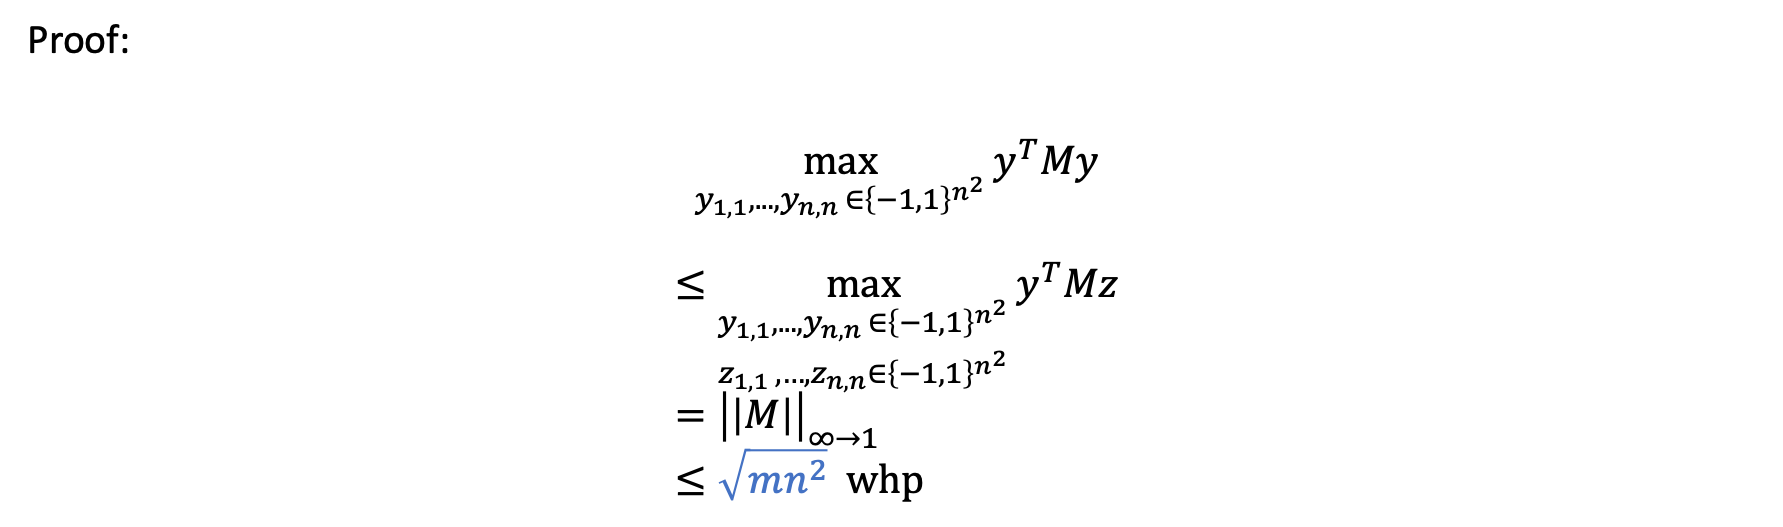 Proof:
max y^T My
y_{1,1},...,y_{n,n} ∈{−1,1}^{n^2}
≤ max y^T Mz
y_{1,1},...,y_{n,n} ∈{−1,1}^{n^2}
z_{1,1},...,z_{n,n}∈{−1,1}^{n^2}
= ||M||_{∞→1}
≤ √(mn^2) whp